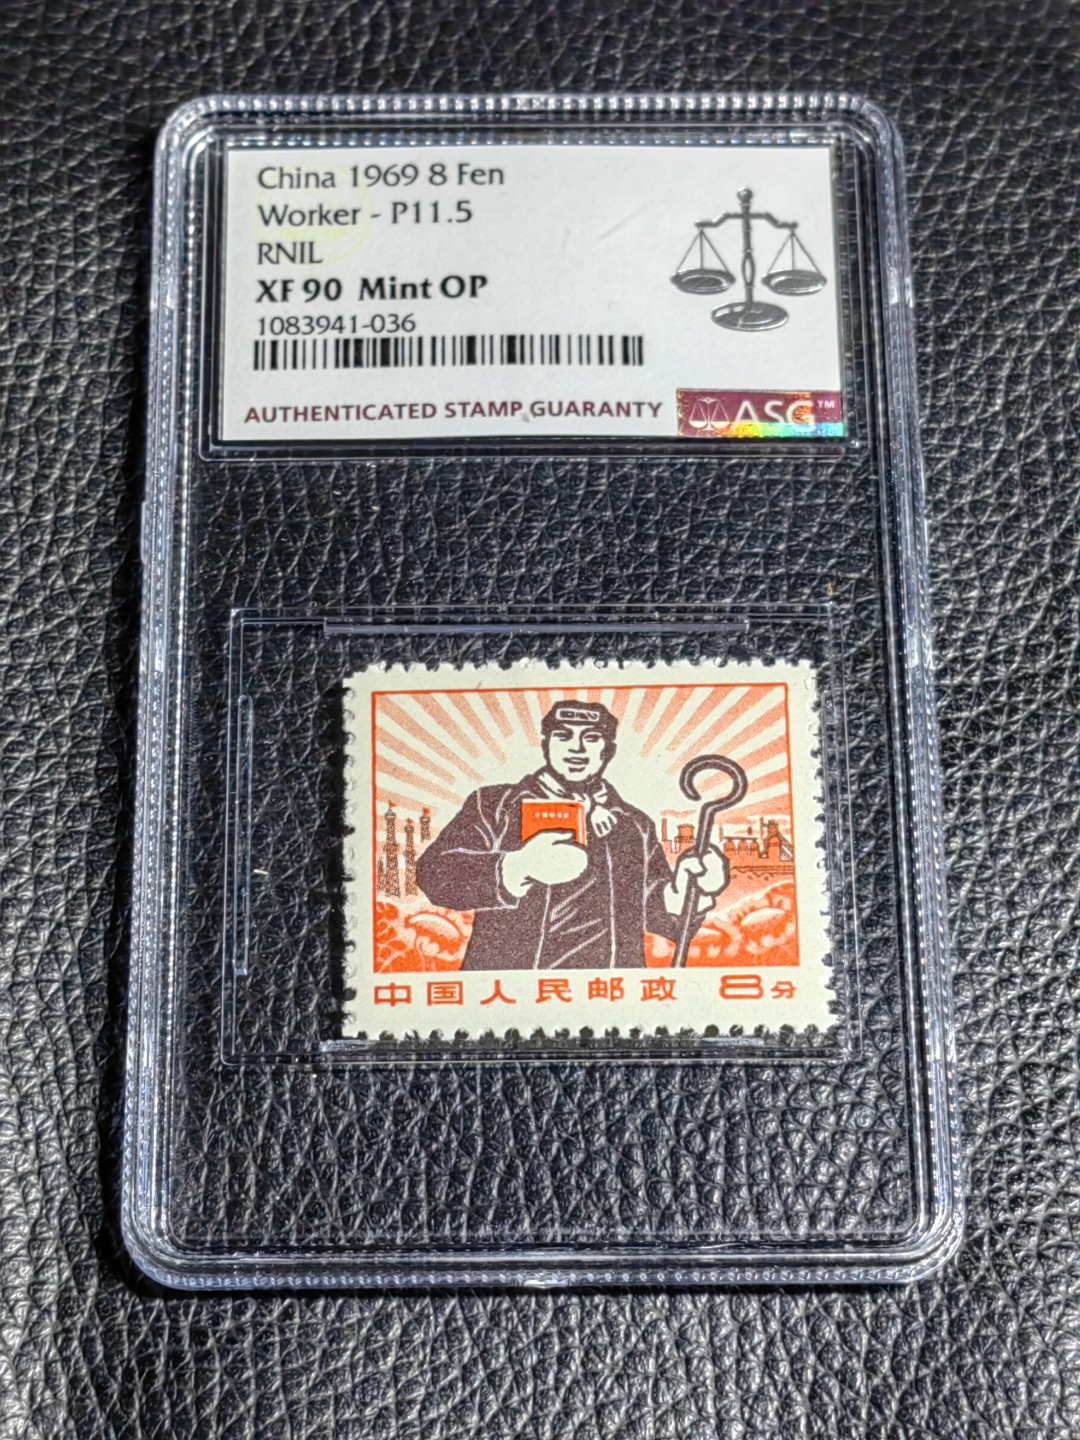 China 1969 8 Fen
Worker - P11.5
RNIL
XF 90 Mint OP
1083941-036
AUTHENTICATED STAMP GUARANTY
ASG™
中国人民邮政 8分